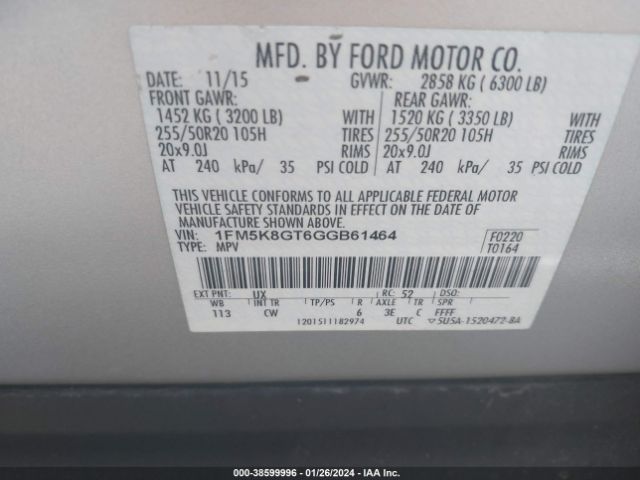 MFD. BY FORD MOTOR CO.
DATE: 11/15 GVWR: 2858 KG ( 6300 LB)
FRONT GAWR: REAR GAWR:
1452 KG ( 3200 LB) WITH 1520 KG ( 3350 LB) WITH
255/50R20 105H TIRES 255/50R20 105H TIRES
20x9.0J RIMS 20x9.0J RIMS
AT 240 kPa/ 35 PSI COLD AT 240 kPa/ 35 PSI COLD
THIS VEHICLE CONFORMS TO ALL APPLICABLE FEDERAL MOTOR
VEHICLE SAFETY STANDARDS IN EFFECT ON THE DATE OF
MANUFACTURE SHOWN ABOVE.
VIN: 1FM5K8GT6GGB61464 F0220
TYPE: MPV T0164
EXT PNT: UX RC: 52 DSO:
WB INT TR TP/PS R AXLE TR SPR
113 CW 6 3E C FFFF
1201511182974 UTC ▽5USA-1520472-BA
000-38599996 - 01/26/2024 - IAA Inc.